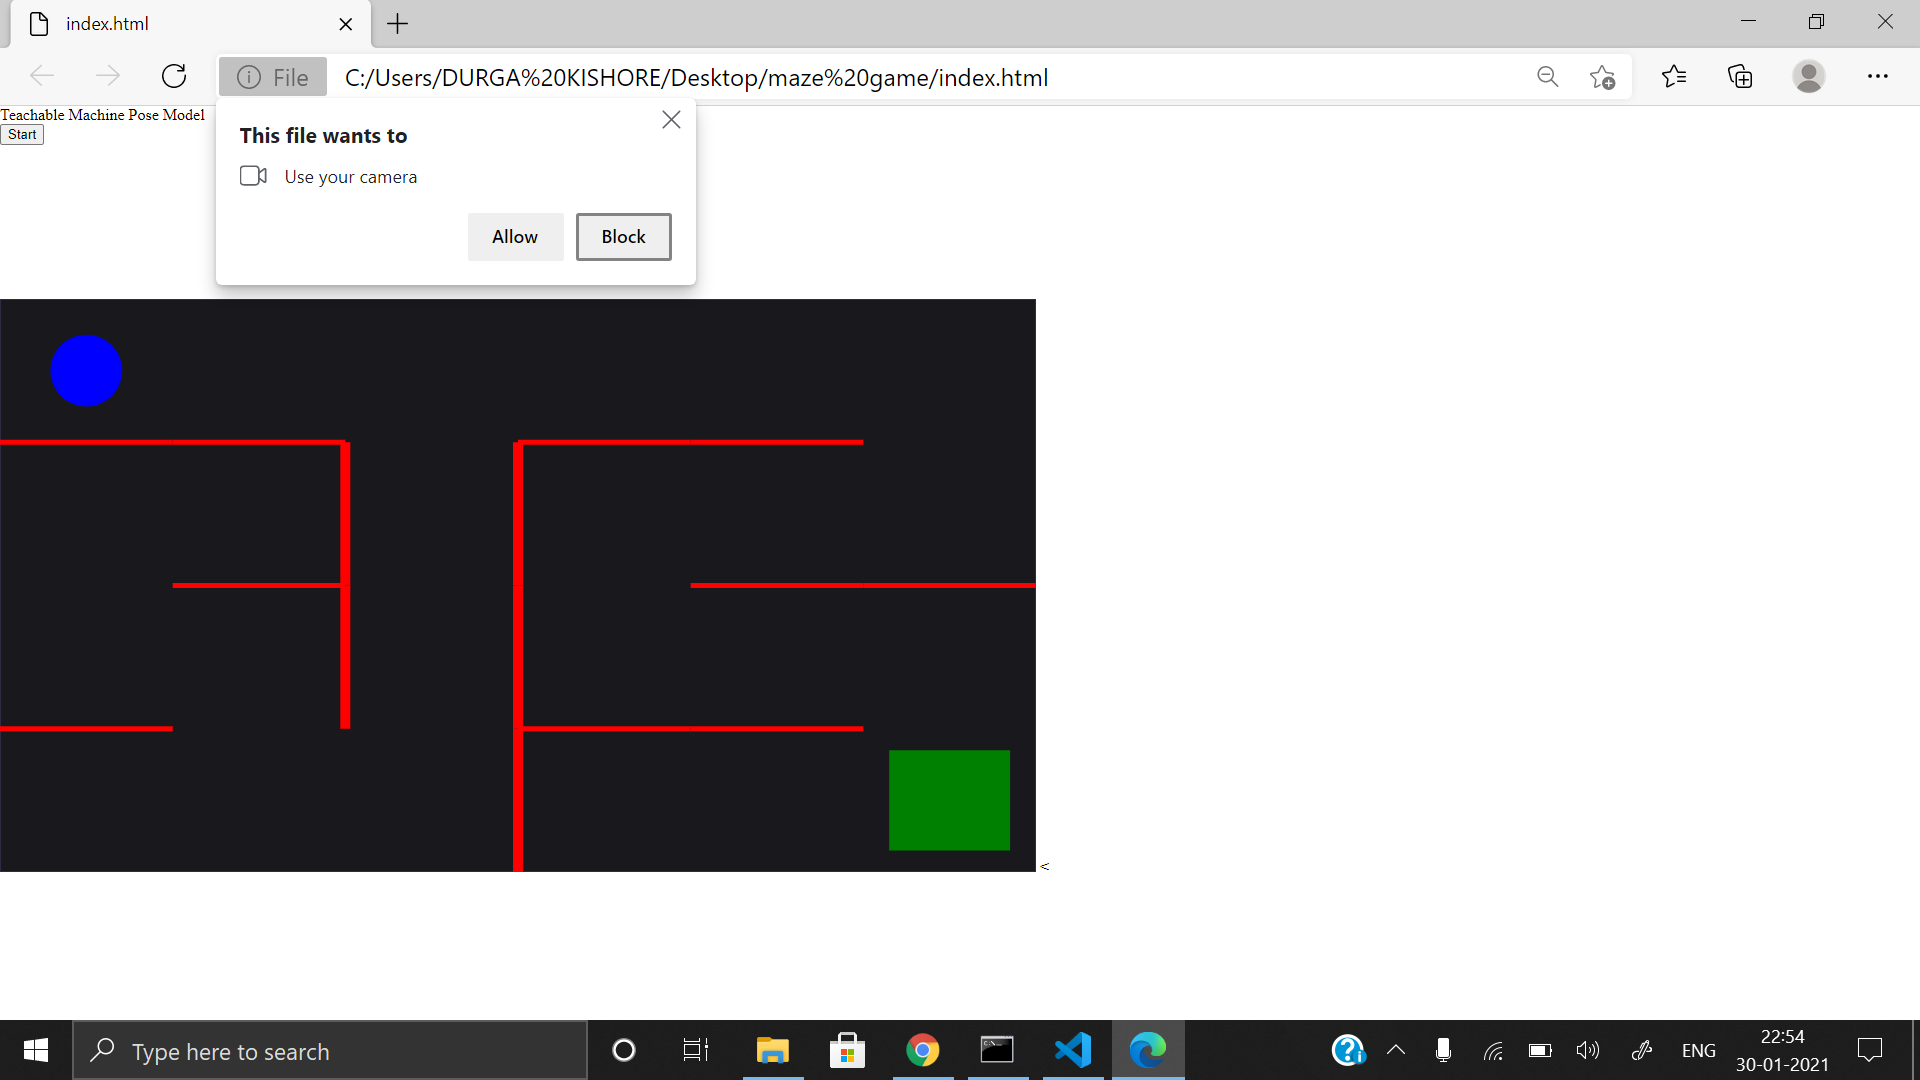 index.html
File C:/Users/DURGA%20KISHORE/Desktop/maze%20game/index.html
Teachable Machine Pose Model
Start
This file wants to
Use your camera
Allow Block
<
Type here to search
ENG
22:54
30-01-2021